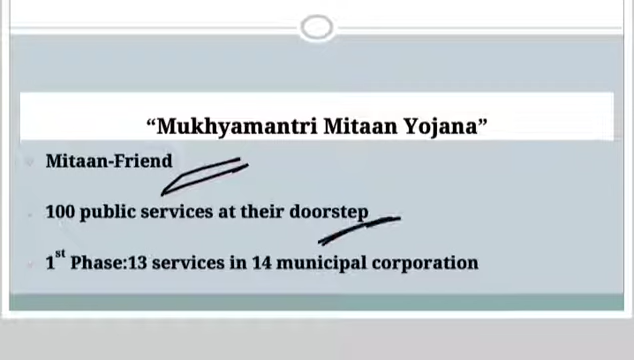 “Mukhyamantri Mitaan Yojana”
Mitaan-Friend
100 public services at their doorstep
1st Phase:13 services in 14 municipal corporation